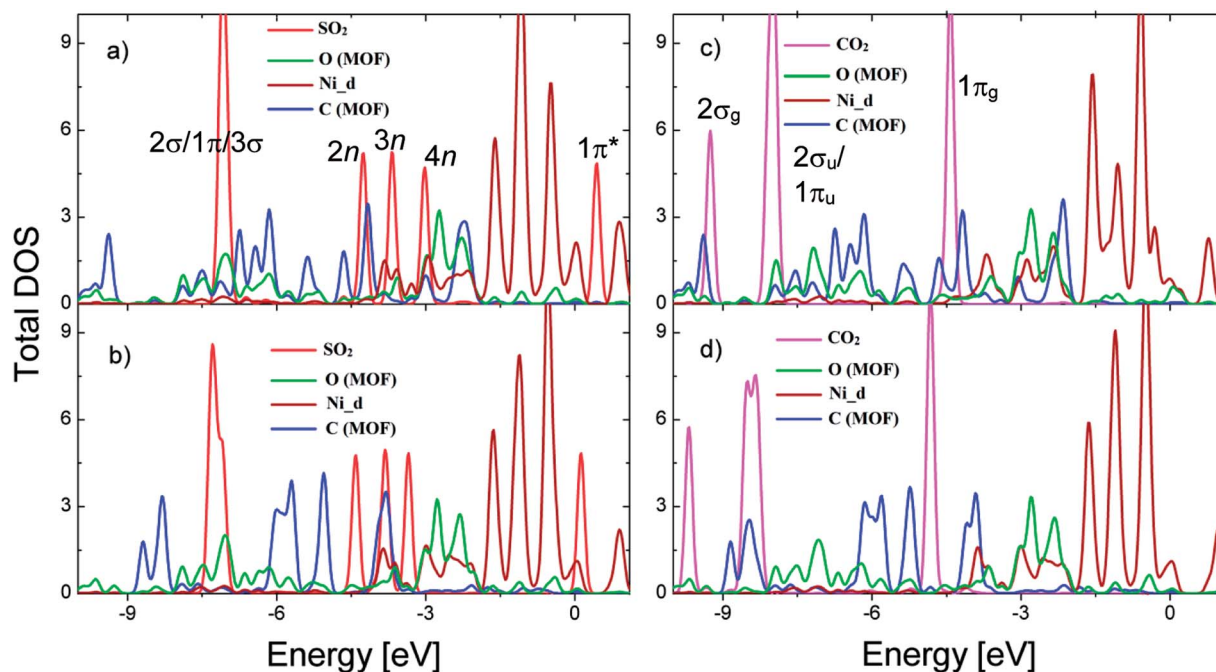 Total DOS
a)
SO₂
O (MOF)
Ni_d
C (MOF)
2σ/1π/3σ
2n
3n
4n
1π*
9
6
3
0
c)
CO₂
O (MOF)
Ni_d
C (MOF)
2σg
2σu/
1πu
1πg
9
6
3
0
b)
SO₂
O (MOF)
Ni_d
C (MOF)
9
6
3
0
-9 -6 -3 0
Energy [eV]
d)
CO₂
O (MOF)
Ni_d
C (MOF)
9
6
3
0
-9 -6 -3 0
Energy [eV]